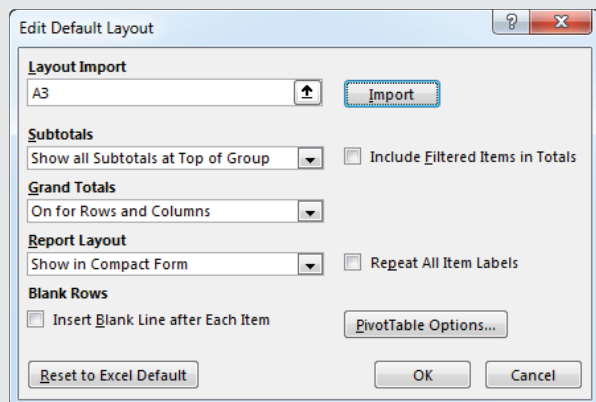 Edit Default Layout
?
Layout Import
A3
Import
Subtotals
Show all Subtotals at Top of Group
Include Filtered Items in Totals
Grand Totals
On for Rows and Columns
Report Layout
Show in Compact Form
Repeat All Item Labels
Blank Rows
Insert Blank Line after Each Item
PivotTable Options...
Reset to Excel Default
OK
Cancel